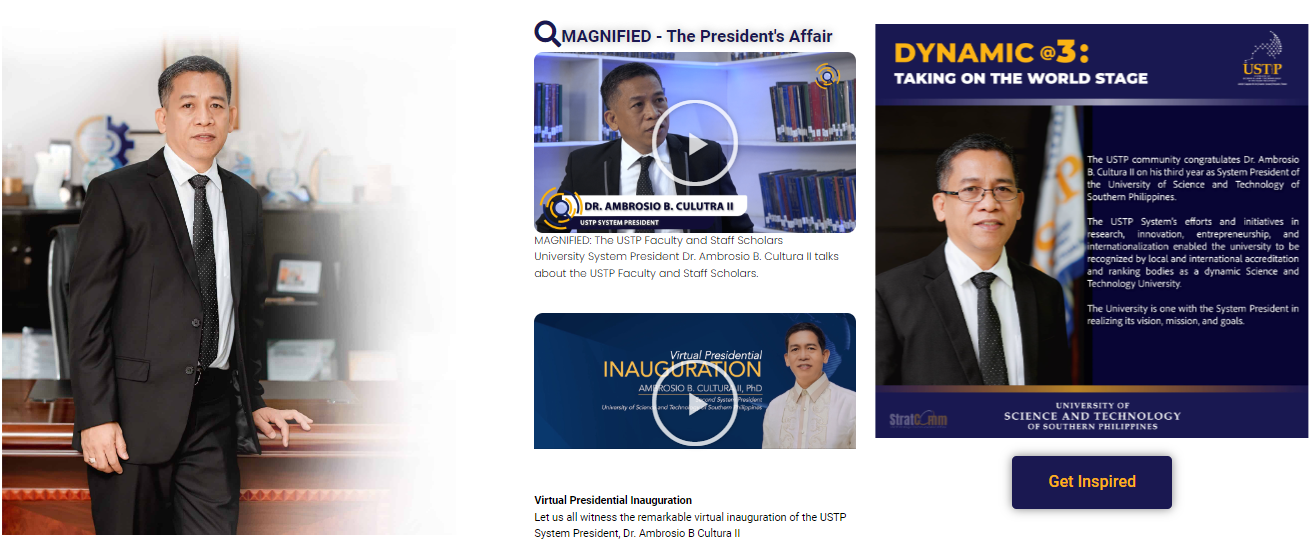 MAGNIFIED - The President's Affair
DR. AMBROSIO B. CULUTRA II
USTP SYSTEM PRESIDENT
MAGNIFIED: The USTP Faculty and Staff Scholars
University System President Dr. Ambrosio B. Cultura II talks
about the USTP Faculty and Staff Scholars.
Virtual Presidential
INAUGURATION
AMBROSIO B. CULTURA II, PhD
Second System President
University of Science and Technology of Southern Philippines
Virtual Presidential Inauguration
Let us all witness the remarkable virtual inauguration of the USTP
System President, Dr. Ambrosio B Cultura II
DYNAMIC @3:
TAKING ON THE WORLD STAGE
USTP
The USTP community congratulates Dr. Ambrosio
B. Cultura II on his third year as System President of
the University of Science and Technology of
Southern Philippines.
The USTP System's efforts and initiatives in
research, innovation, entrepreneurship, and
internationalization enabled the university to be
recognized by local and international accreditation
and ranking bodies as a dynamic Science and
Technology University.
The University is one with the System President in
realizing its vision, mission, and goals.
StratComm
UNIVERSITY OF
SCIENCE AND TECHNOLOGY
OF SOUTHERN PHILIPPINES
Get Inspired